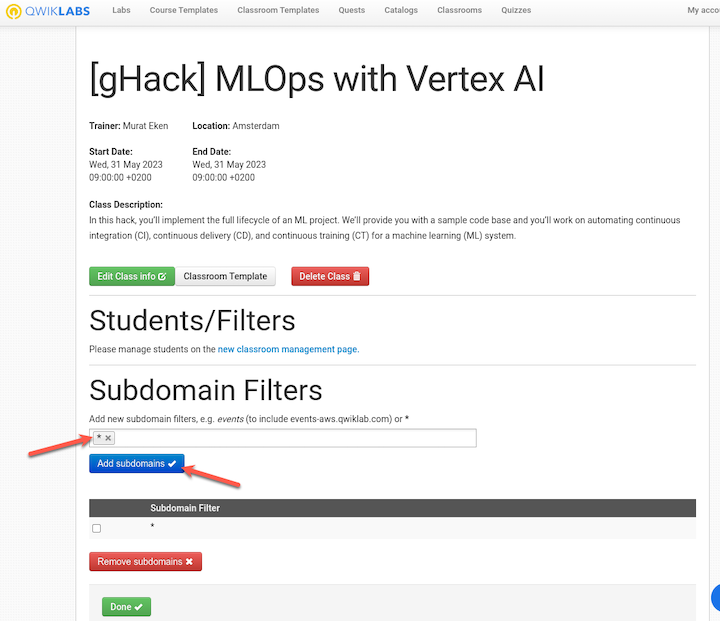 QWIKLABS Labs Course Templates Classroom Templates Quests Catalogs Classrooms Quizzes My acco
[gHack] MLOps with Vertex AI
Trainer: Murat Eken Location: Amsterdam
Start Date: End Date:
Wed, 31 May 2023 Wed, 31 May 2023
09:00:00 +0200 09:00:00 +0200
Class Description:
In this hack, you'll implement the full lifecycle of an ML project. We'll provide you with a sample code base and you'll work on automating continuous
integration (CI), continuous delivery (CD), and continuous training (CT) for a machine learning (ML) system.
Edit Class info Classroom Template Delete Class
Students/Filters
Please manage students on the new classroom management page.
Subdomain Filters
Add new subdomain filters, e.g. events (to include events-aws.qwiklab.com) or *
* ×
Add subdomains
Subdomain Filter
*
Remove subdomains
Done